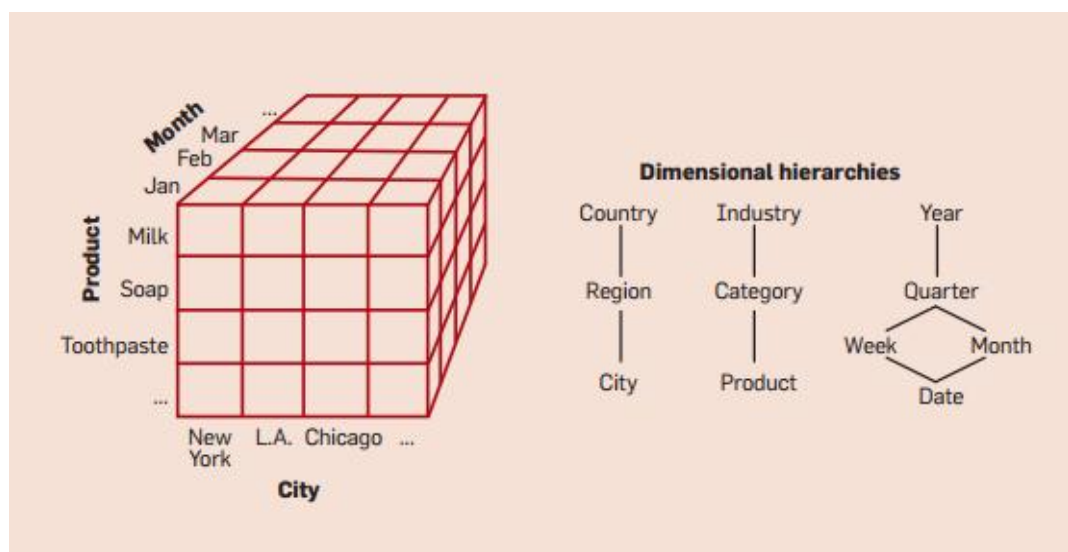 Month
...
Mar
Feb
Jan
Product
Milk
Soap
Toothpaste
...
New York
L.A.
Chicago
...
City
Dimensional hierarchies
Country
Industry
Year
Region
Category
Quarter
Week
Month
City
Product
Date